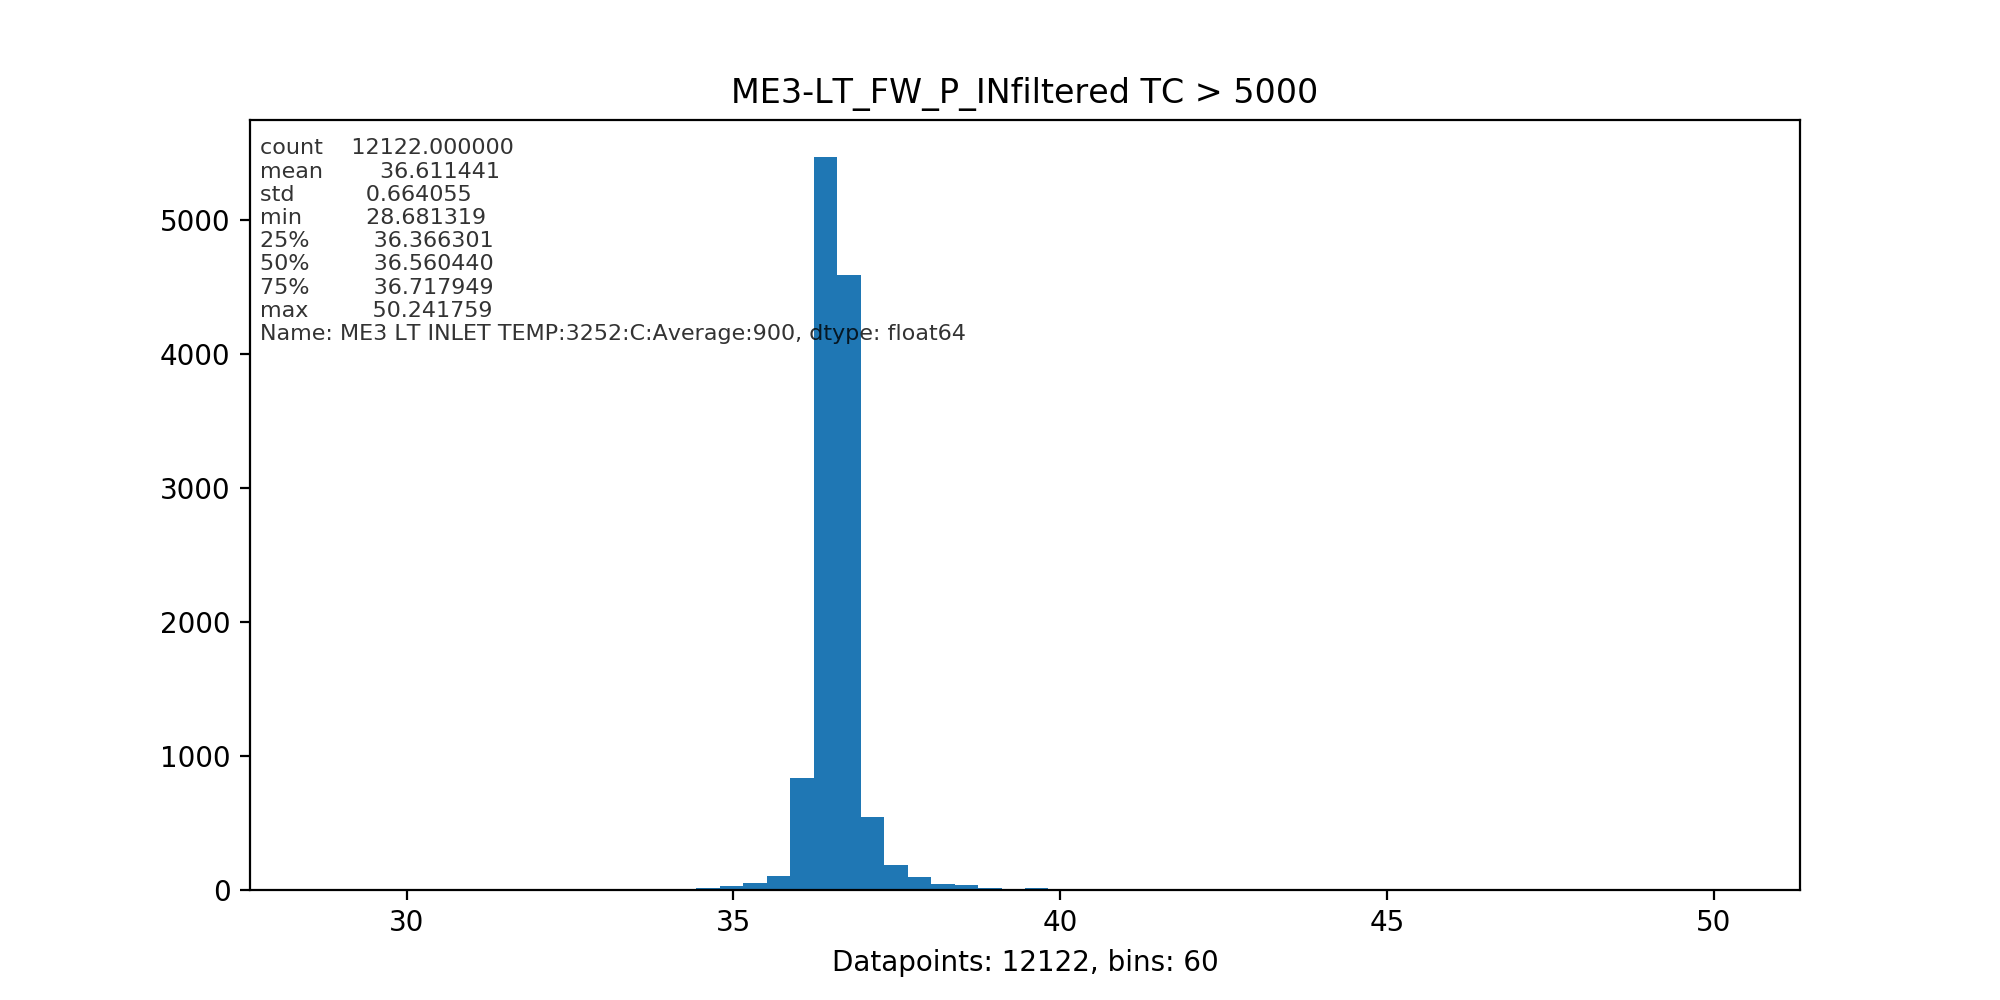 ME3-LT_FW_P_INfiltered TC > 5000
count 12122.000000
mean 36.611441
std 0.664055
min 28.681319
25% 36.366301
50% 36.560440
75% 36.717949
max 50.241759
Name: ME3 LT INLET TEMP:3252:C:Average:900, dtype: float64
5000
4000
3000
2000
1000
0
30 35 40 45 50
Datapoints: 12122, bins: 60